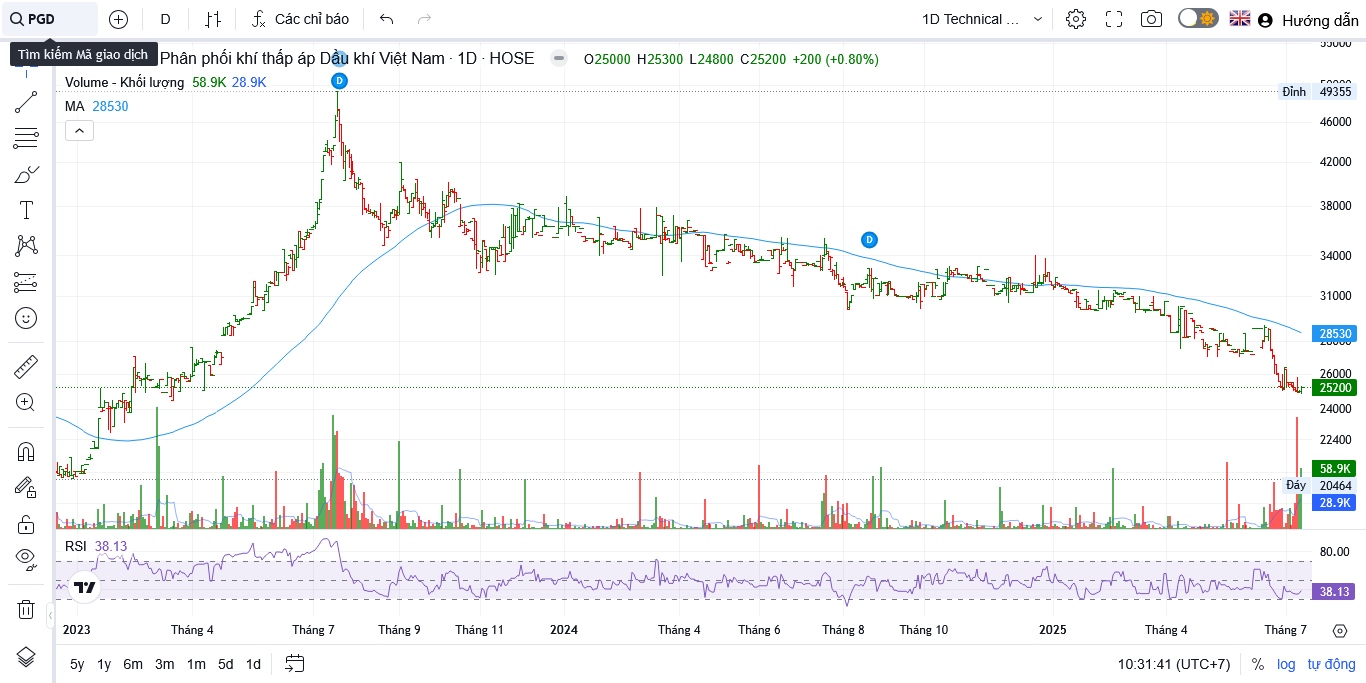 PGD
D
Các chỉ báo
1D Technical ...
Hướng dẫn
Tìm kiếm Mã giao dịch
Phân phối khí thấp áp Dầu khí Việt Nam · 1D · HOSE
O25000 H25300 L24800 C25200 +200 (+0.80%)
Volume - Khối lượng 58.9K 28.9K
D
MA 28530
55000
50000
Đỉnh 49355
46000
42000
38000
D
34000
31000
28530
28000
26000
25200
24000
22400
58.9K
Đáy 20464
28.9K
RSI 38.13
80.00
38.13
2023 Tháng 4 Tháng 7 Tháng 9 Tháng 11 2024 Tháng 4 Tháng 6 Tháng 8 Tháng 10 2025 Tháng 4 Tháng 7
5y 1y 6m 3m 1m 5d 1d
10:31:41 (UTC+7) % log tự động